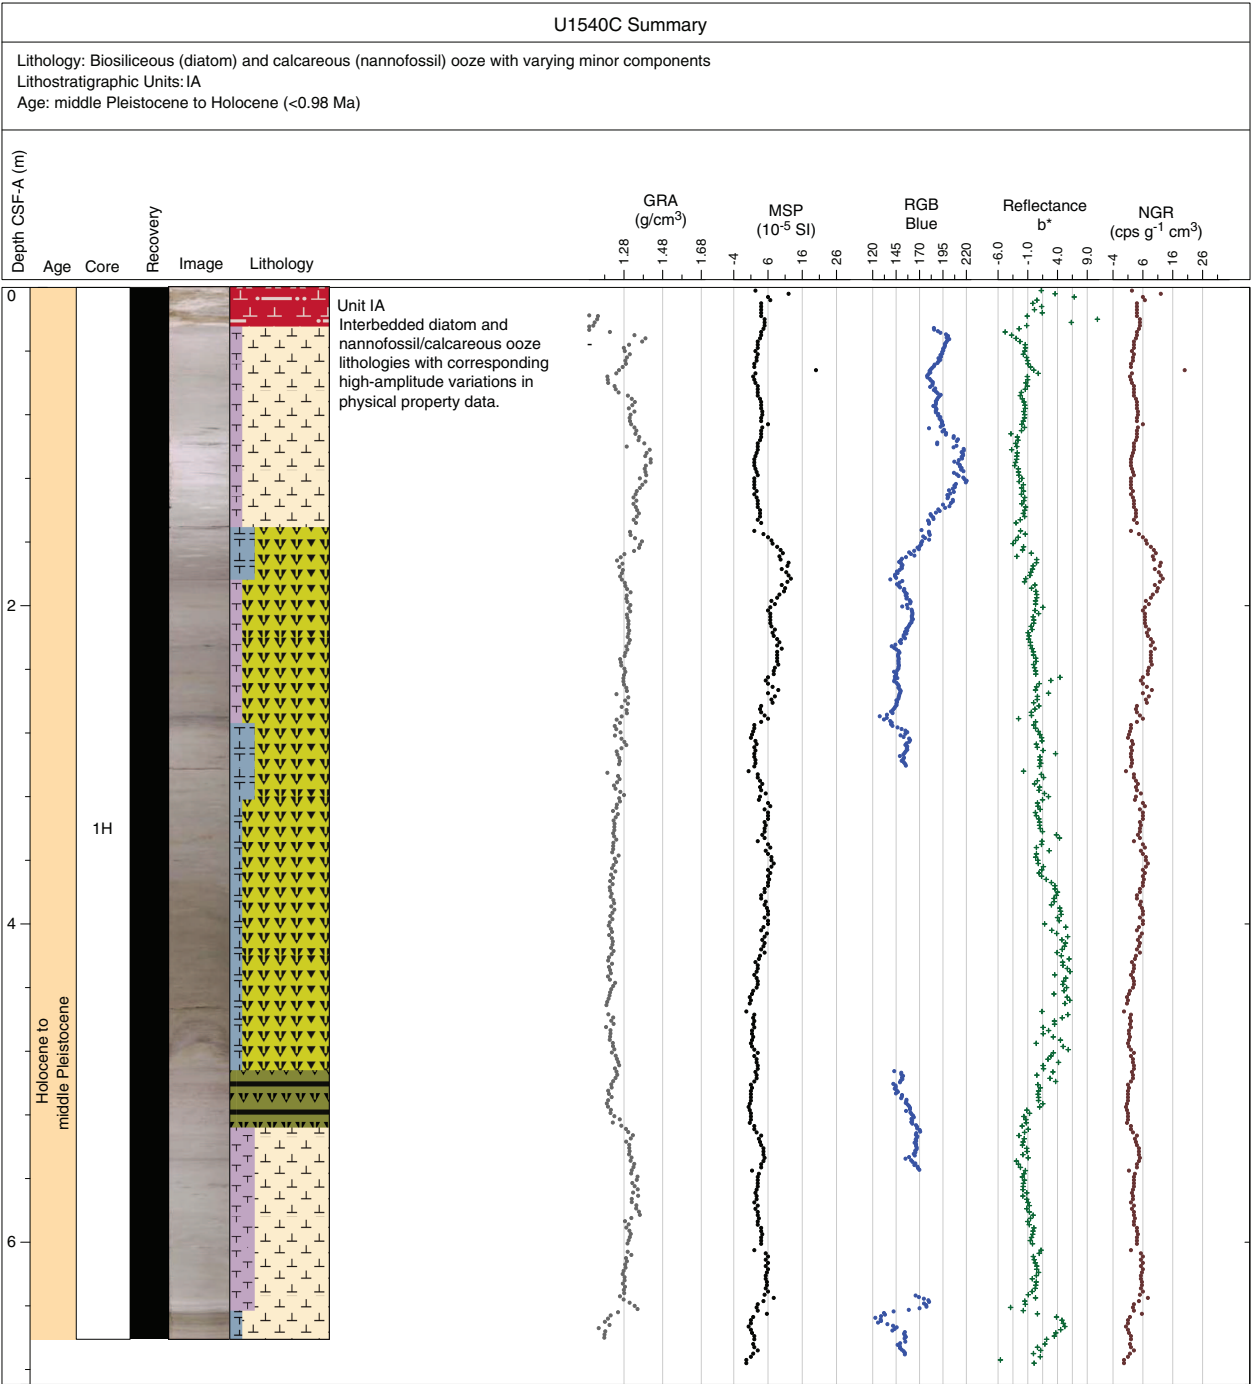 U1540C Summary
Lithology: Biosiliceous (diatom) and calcareous (nannofossil) ooze with varying minor components
Lithostratigraphic Units: IA
Age: middle Pleistocene to Holocene (<0.98 Ma)
Depth CSF-A (m)
Age
Core
Recovery
Image
Lithology
GRA
(g/cm³)
1.28
1.48
1.68
MSP
(10⁻⁵ SI)
-4
6
16
26
RGB
Blue
120
145
170
195
220
Reflectance
b*
-6.0
-1.0
4.0
9.0
NGR
(cps g⁻¹ cm³)
-4
6
16
26
0
2
4
6
Holocene to
middle Pleistocene
1H
Unit IA
Interbedded diatom and
nannofossil/calcareous ooze
lithologies with corresponding
high-amplitude variations in
physical property data.